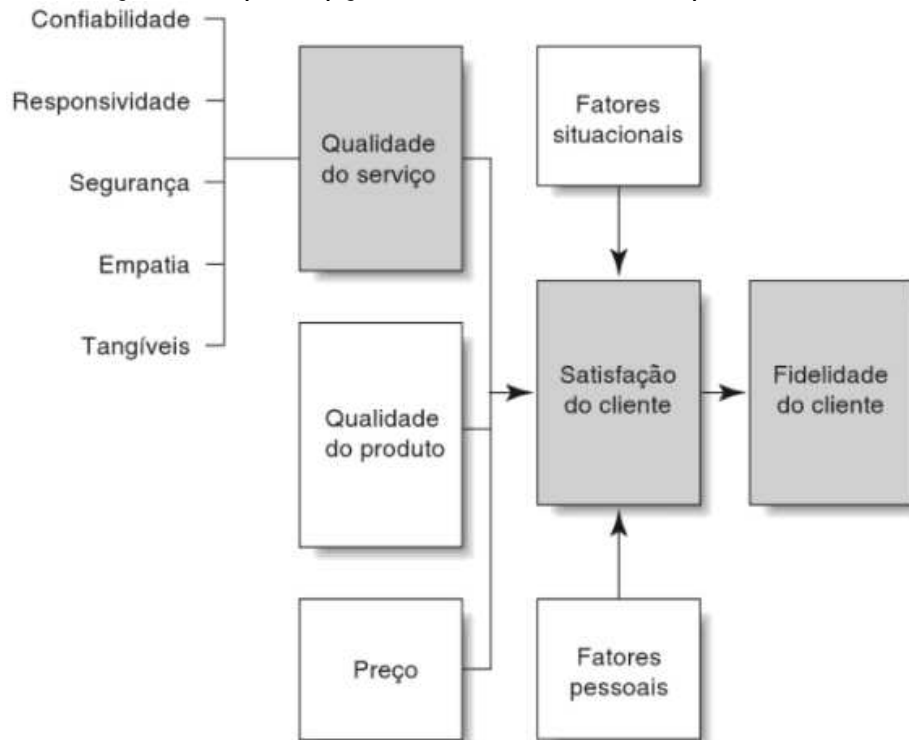 Confiabilidade
Responsividade
Segurança
Empatia
Tangíveis
Qualidade
do serviço
Qualidade
do produto
Preço
Fatores
situacionais
Satisfação
do cliente
Fatores
pessoais
Fidelidade
do cliente